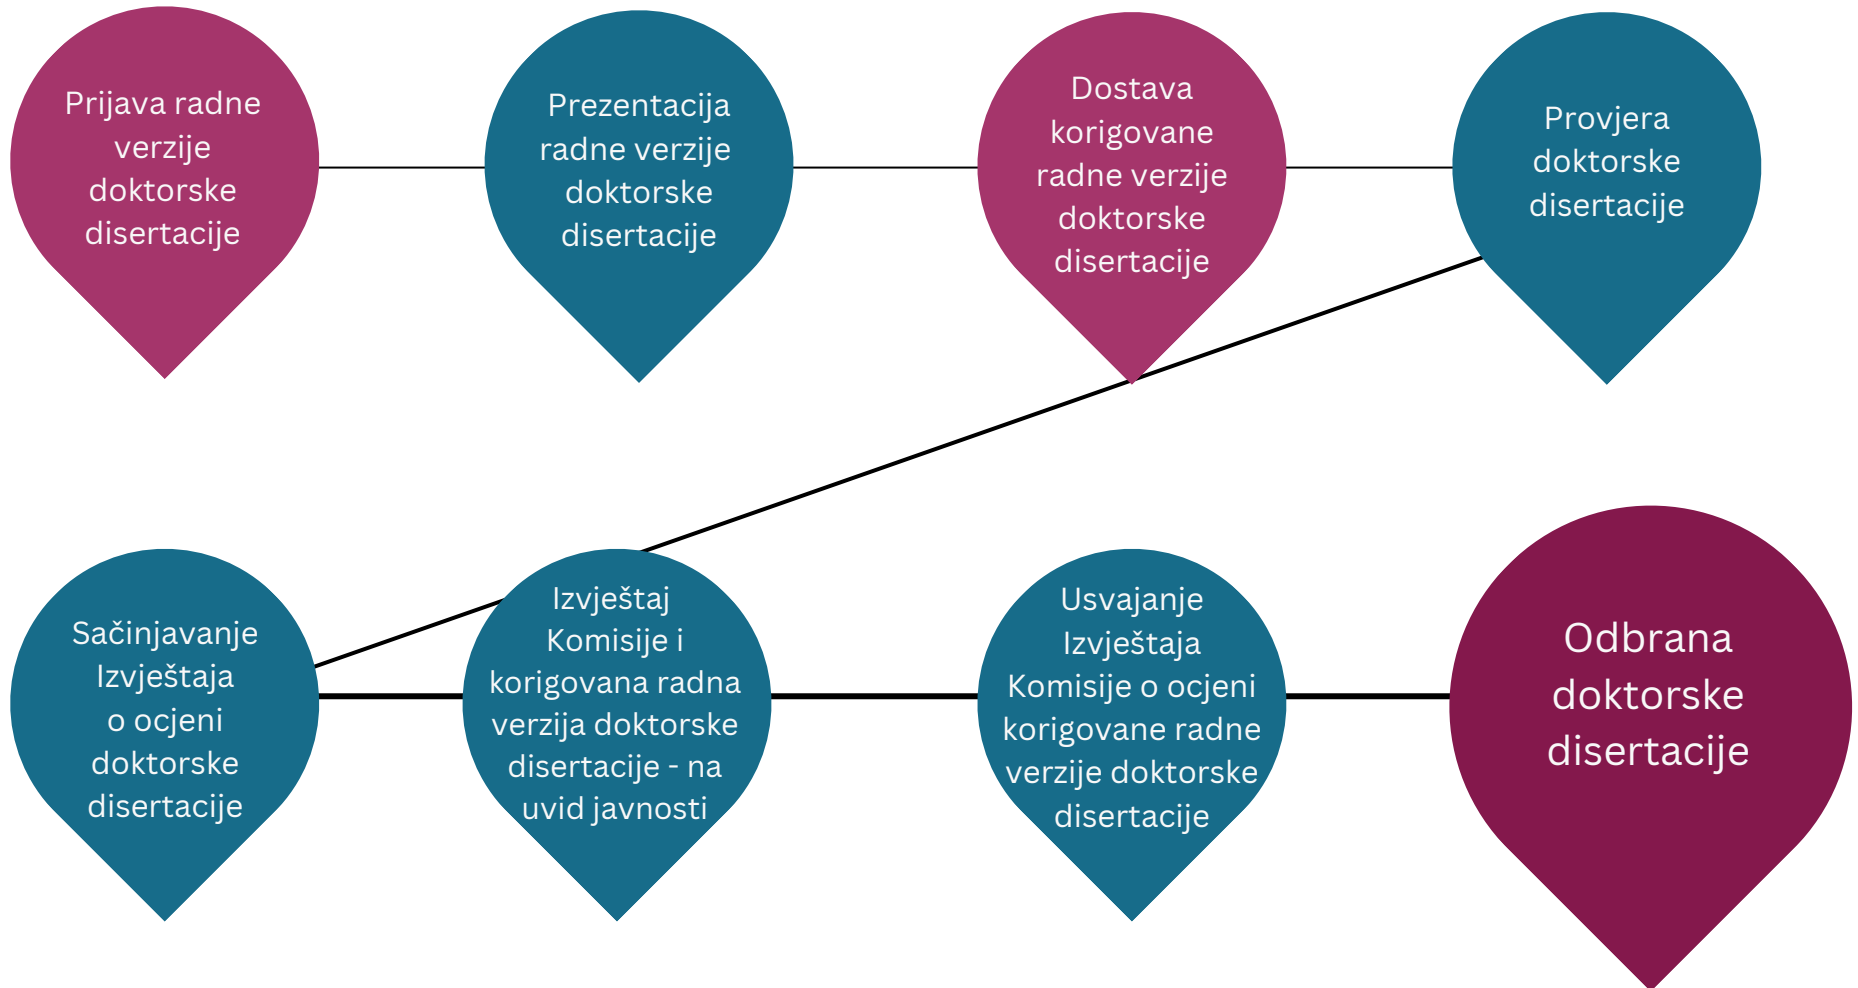 Prijava radne
verzije
doktorske
disertacije
Prezentacija
radne verzije
doktorske
disertacije
Dostava
korigovane
radne verzije
doktorske
disertacije
Provjera
doktorske
disertacije
Sačinjavanje
Izvještaja
o ocjeni
doktorske
disertacije
Izvještaj
Komisije i
korigovana radna
verzija doktorske
disertacije - na
uvid javnosti
Usvajanje
Izvještaja
Komisije o ocjeni
korigovane radne
verzije doktorske
disertacije
Odbrana
doktorske
disertacije